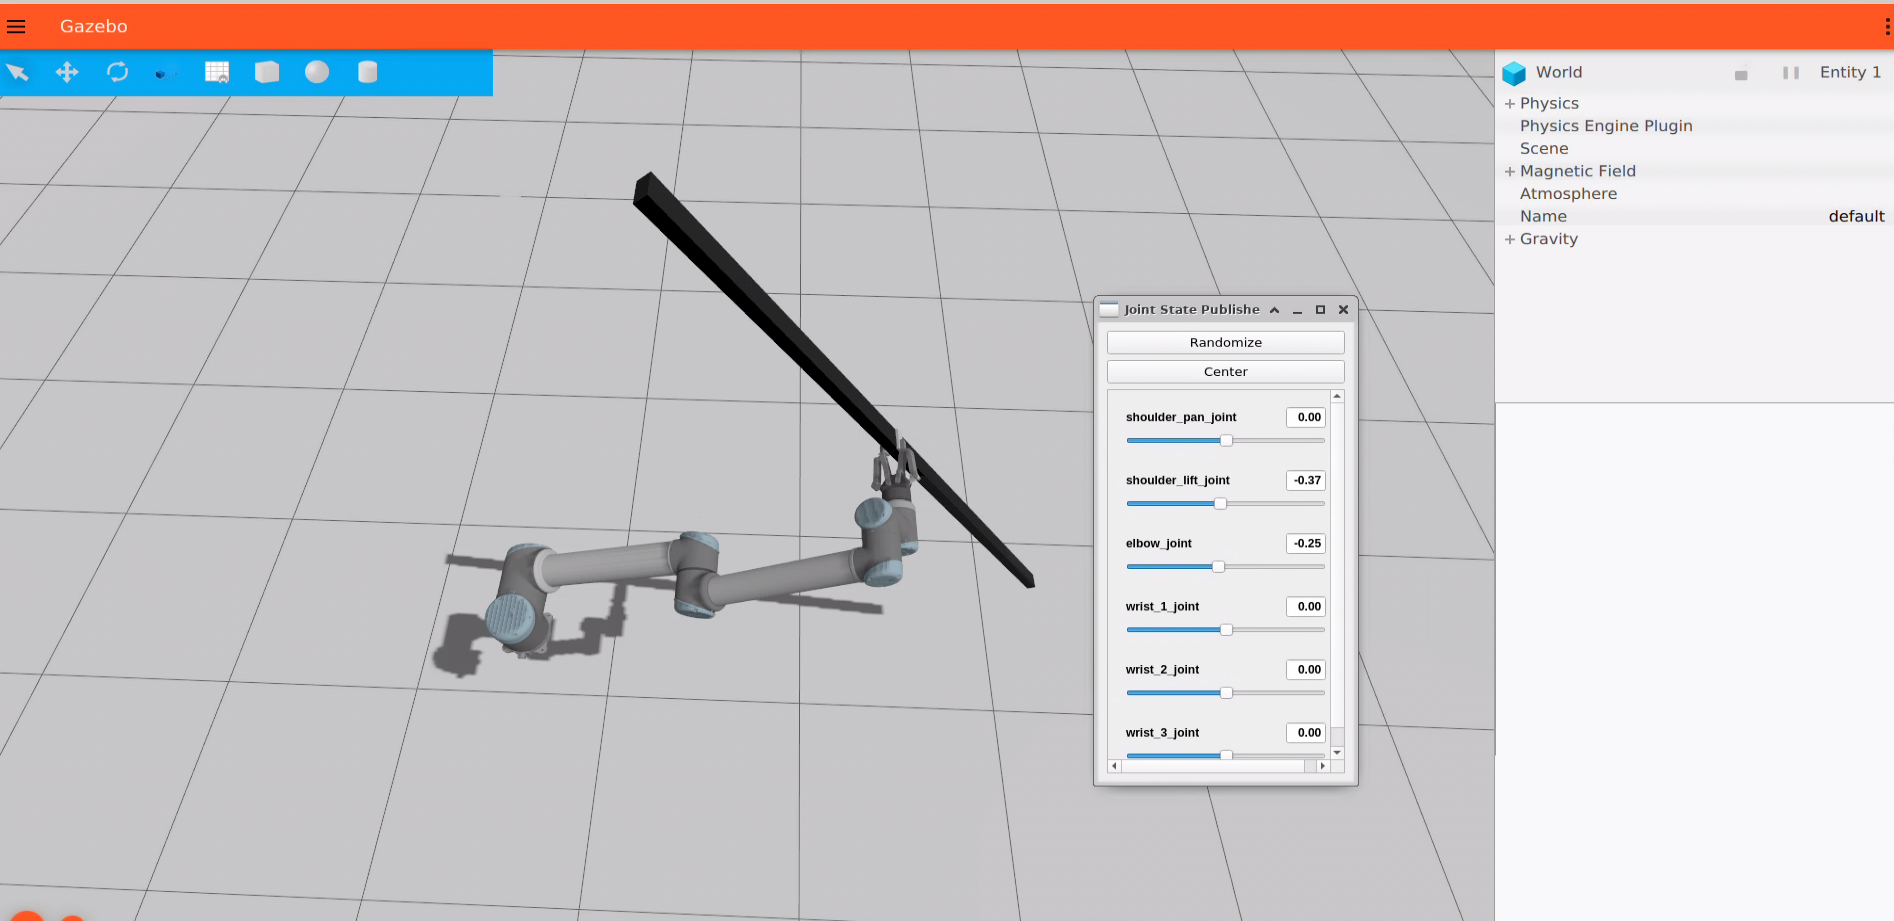 Gazebo
World
Entity 1
Physics
Physics Engine Plugin
Scene
Magnetic Field
Atmosphere
Name default
Gravity
Joint State Publishe
Randomize
Center
shoulder_pan_joint 0.00
shoulder_lift_joint -0.37
elbow_joint -0.25
wrist_1_joint 0.00
wrist_2_joint 0.00
wrist_3_joint 0.00